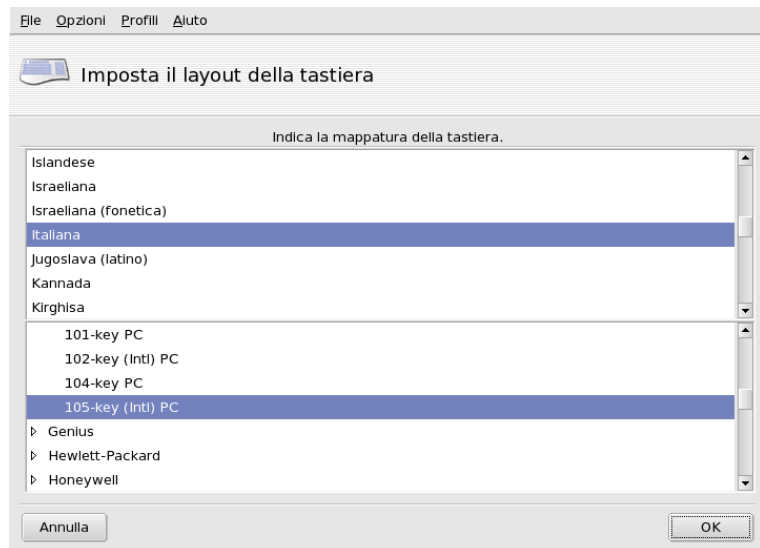 File Opzioni Profili Aiuto
Imposta il layout della tastiera
Indica la mappatura della tastiera.
Islandese
Israeliana
Israeliana (fonetica)
Italiana
Jugoslava (latino)
Kannada
Kirghisa
101-key PC
102-key (Intl) PC
104-key PC
105-key (Intl) PC
Genius
Hewlett-Packard
Honeywell
Annulla OK